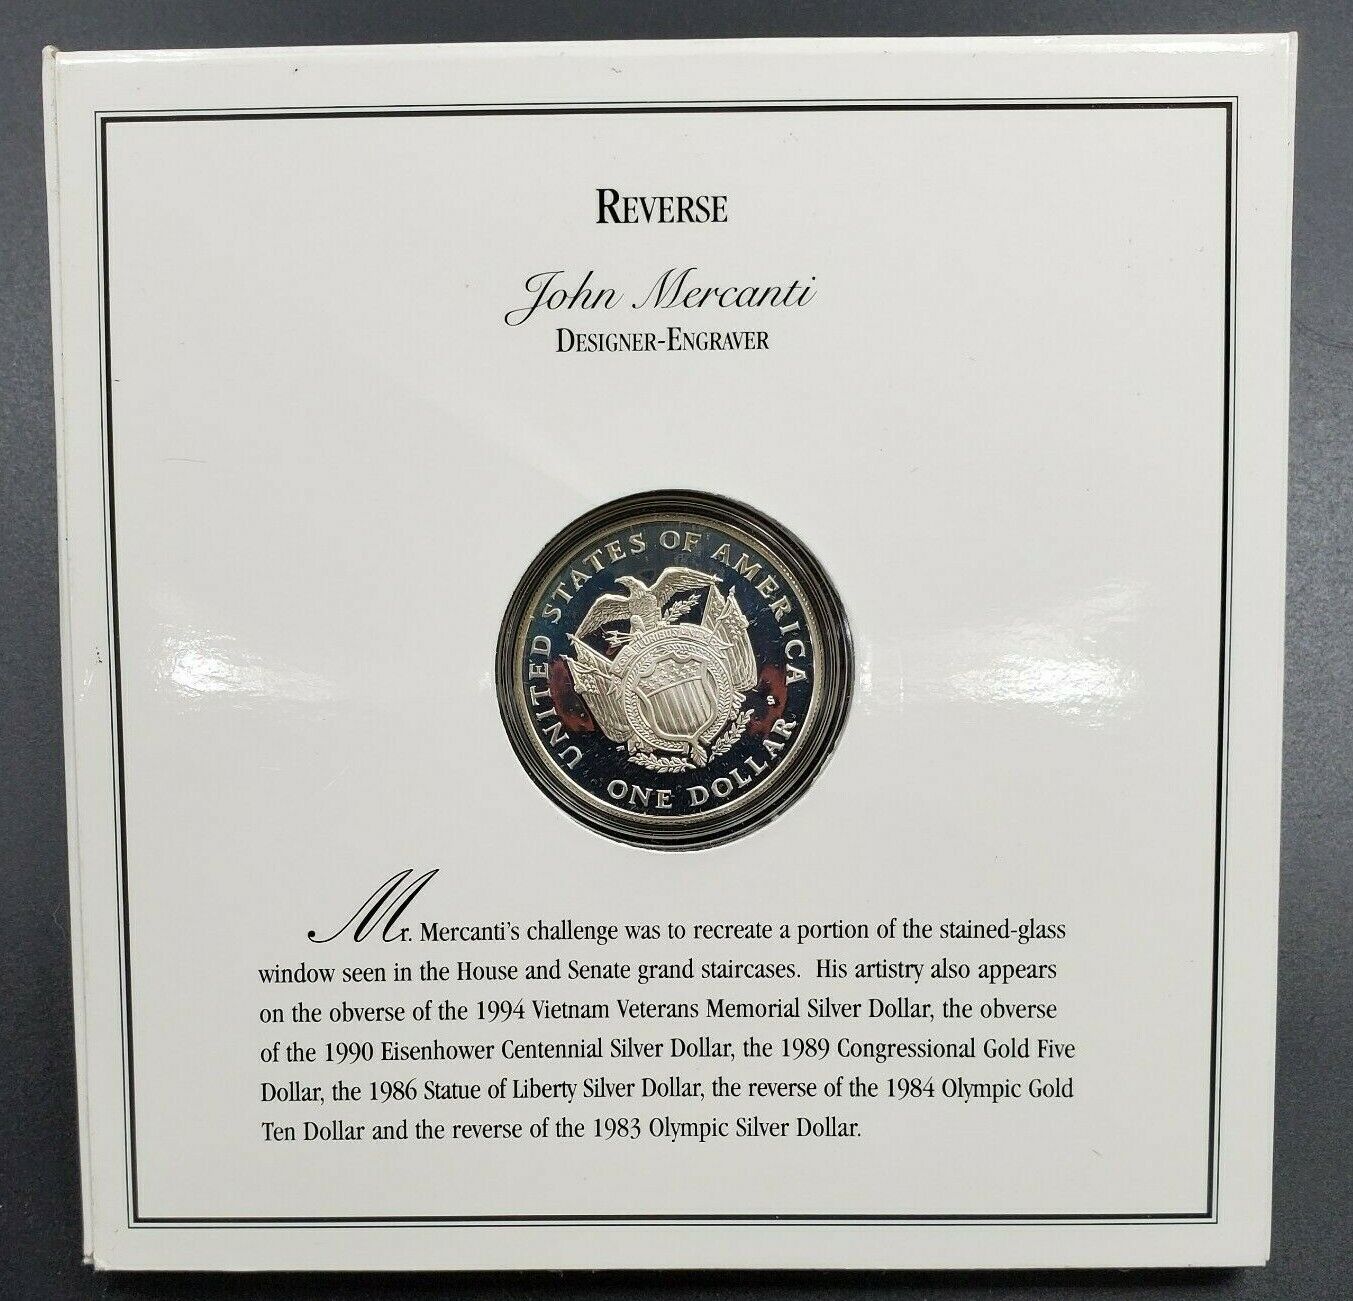 REVERSE
John Mercanti
DESIGNER-ENGRAVER
UNITED STATES OF AMERICA
S
ONE DOLLAR
Mr. Mercanti's challenge was to recreate a portion of the stained-glass
window seen in the House and Senate grand staircases. His artistry also appears
on the obverse of the 1994 Vietnam Veterans Memorial Silver Dollar, the obverse
of the 1990 Eisenhower Centennial Silver Dollar, the 1989 Congressional Gold Five
Dollar, the 1986 Statue of Liberty Silver Dollar, the reverse of the 1984 Olympic Gold
Ten Dollar and the reverse of the 1983 Olympic Silver Dollar.